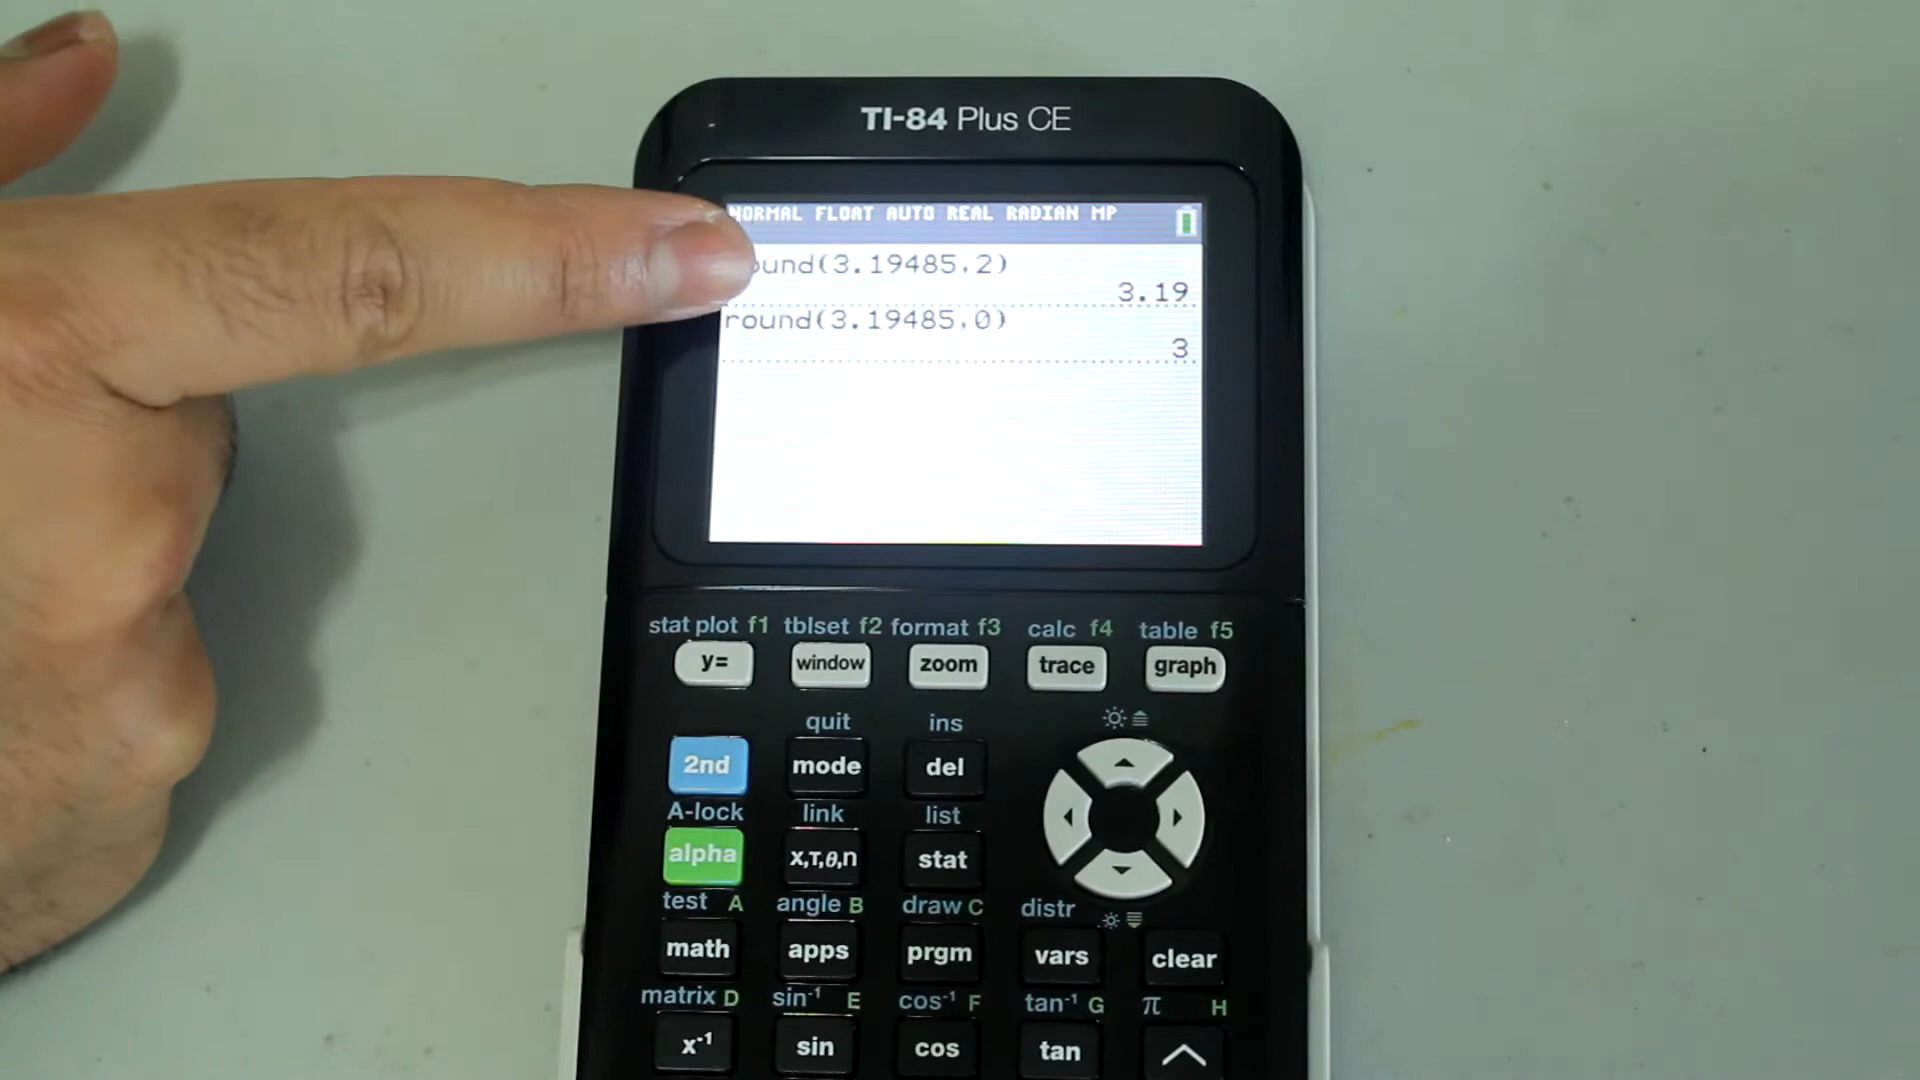 TI-84 Plus CE
NORMAL FLOAT AUTO REAL RADIAN MP
ound(3.19485,2)
3.19
round(3.19485,0)
3
stat plot f1 tblset f2 format f3 calc f4 table f5
y= window zoom trace graph
quit ins
2nd mode del
A-lock link list
alpha X,T,θ,n stat
test A angle B draw C distr
math apps prgm vars clear
matrix D sin⁻¹ E cos⁻¹ F tan⁻¹ G π H
x⁻¹ sin cos tan ^